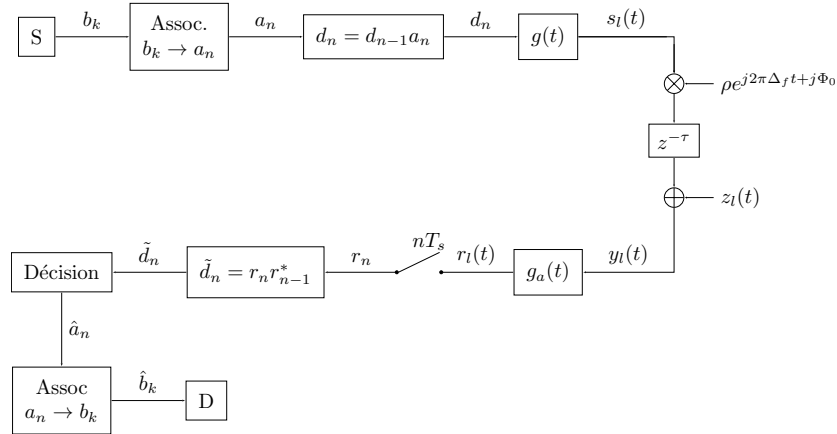 S
b_k
Assoc.
b_k → a_n
a_n
d_n = d_{n−1}a_n
d_n
g(t)
s_l(t)
ρe^{j2πΔ_f t+jΦ_0}
z^{−τ}
z_l(t)
y_l(t)
g_a(t)
r_l(t)
nT_s
r_n
d̃_n = r_n r*_{n−1}
d̃_n
Décision
â_n
Assoc
a_n → b_k
b̂_k
D